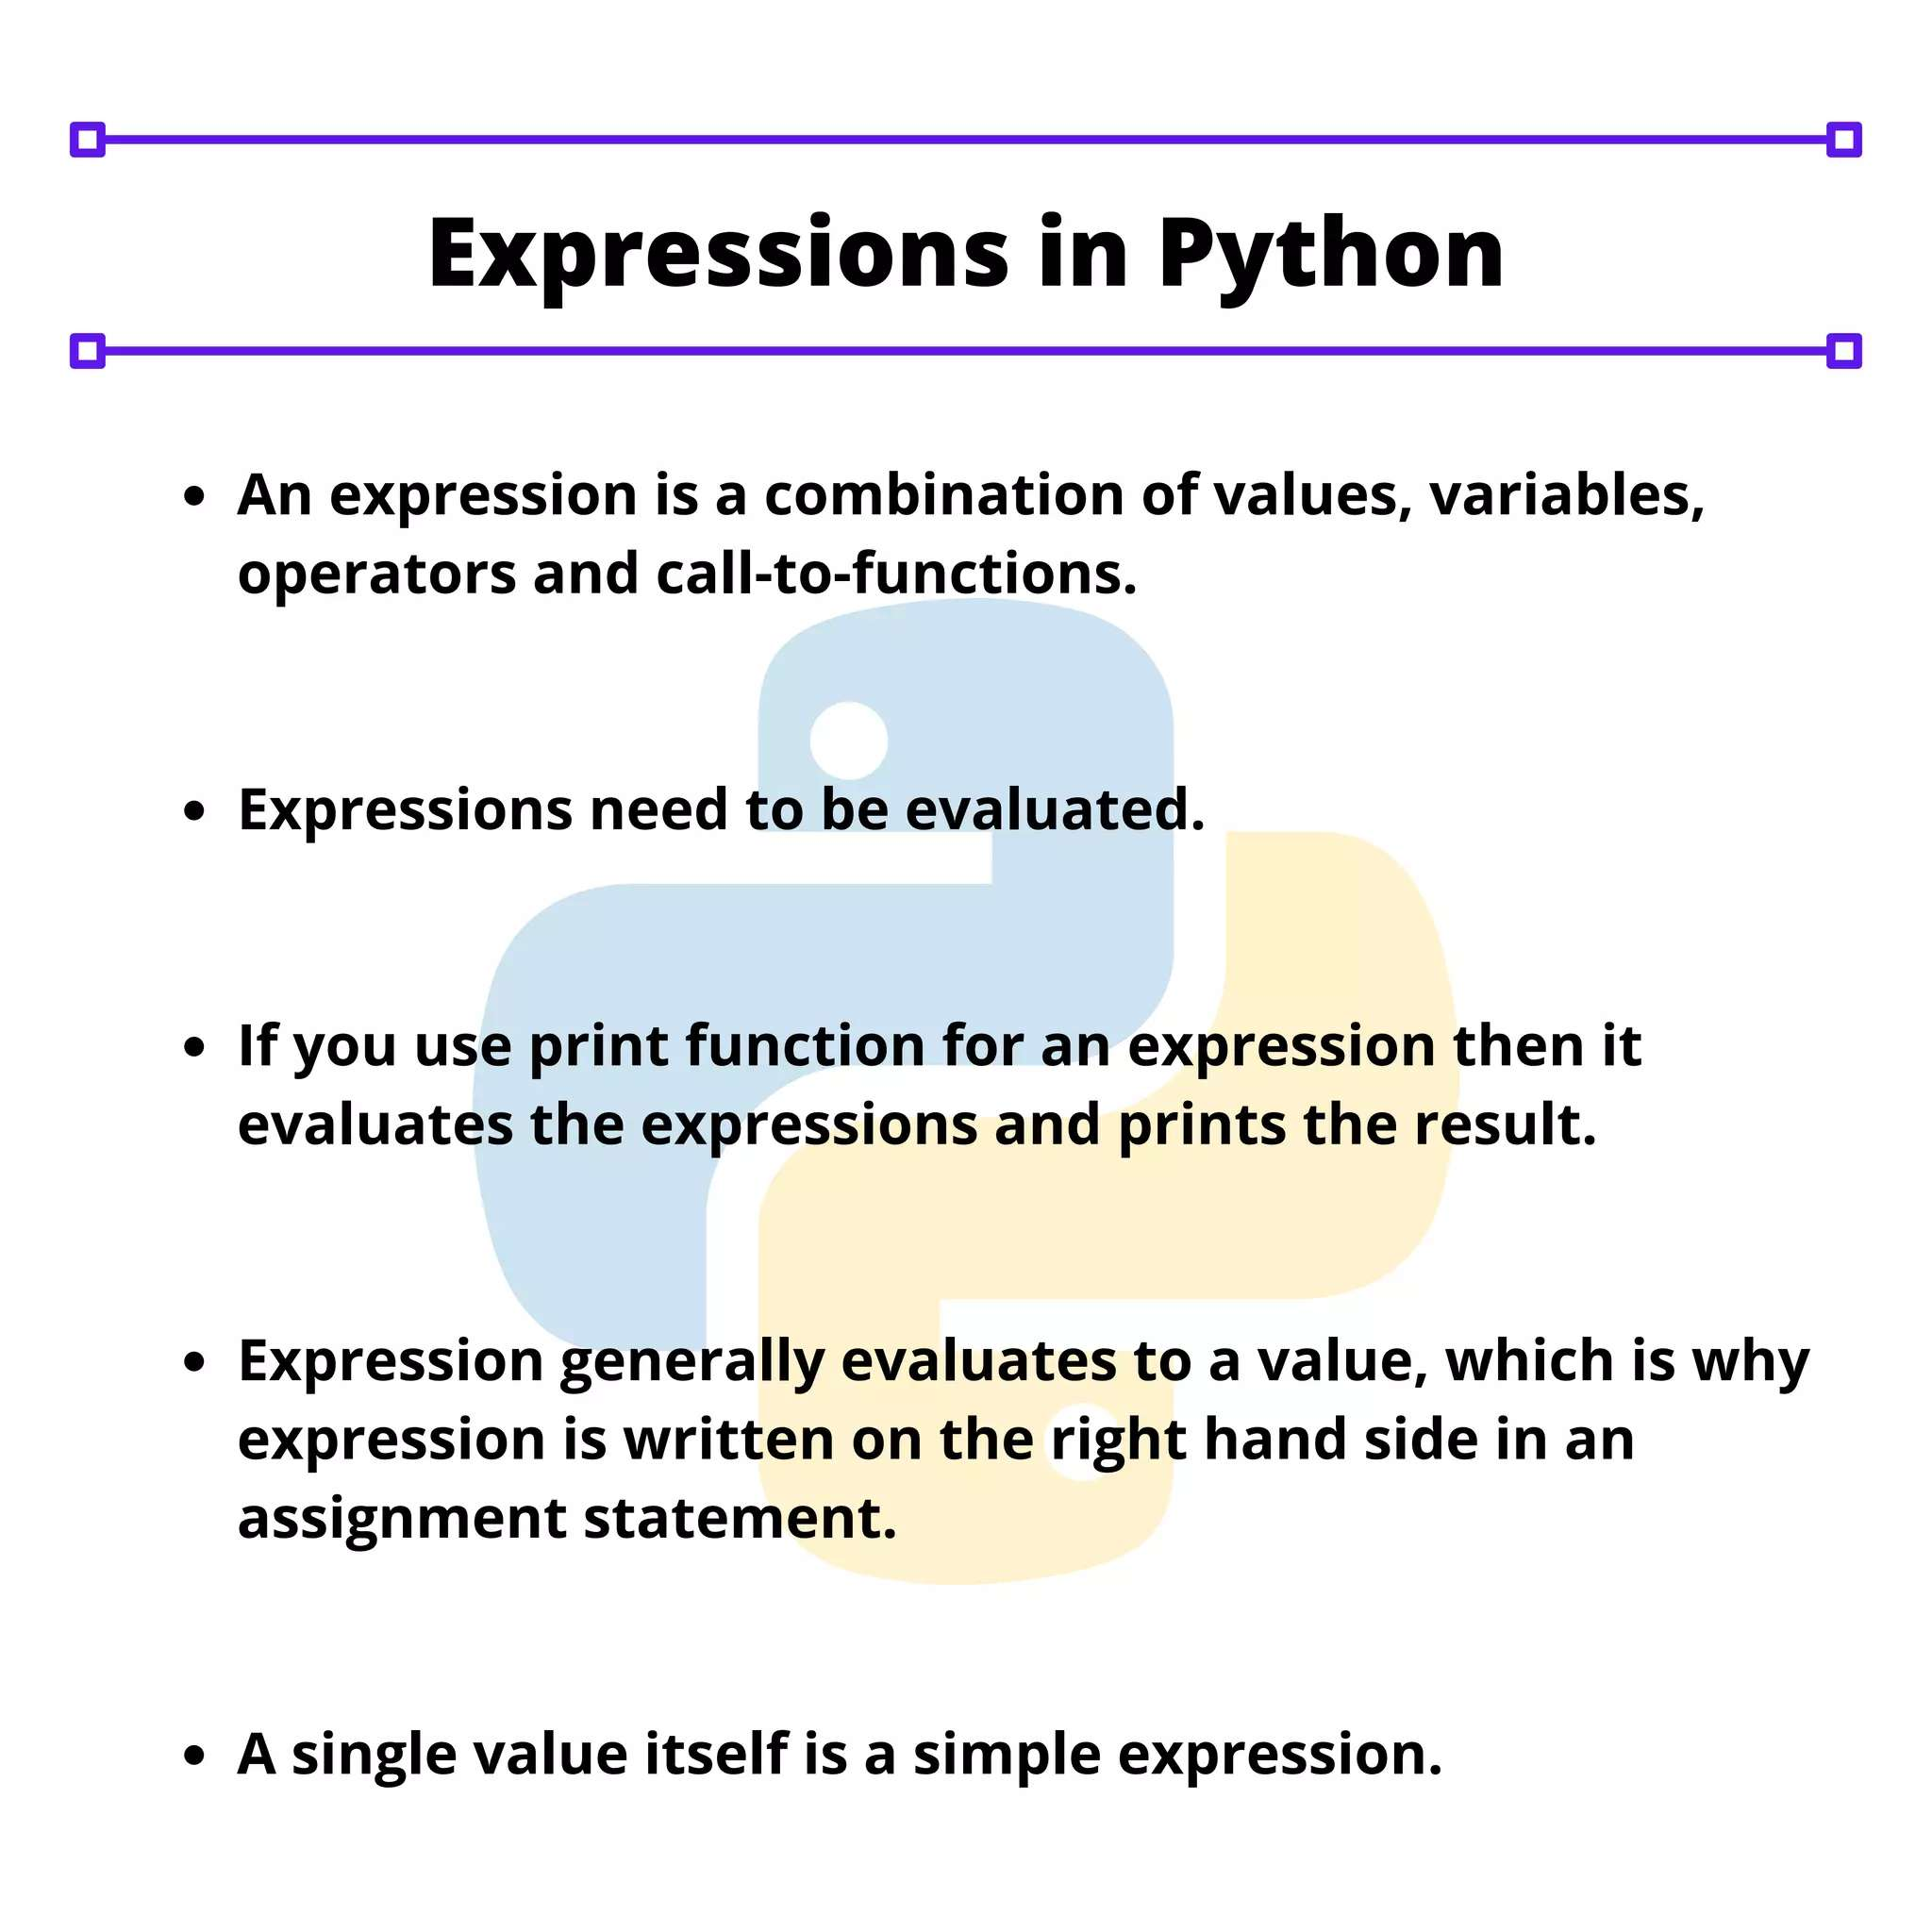 Expressions in Python
• An expression is a combination of values, variables,
operators and call-to-functions.
• Expressions need to be evaluated.
• If you use print function for an expression then it
evaluates the expressions and prints the result.
• Expression generally evaluates to a value, which is why
expression is written on the right hand side in an
assignment statement.
• A single value itself is a simple expression.